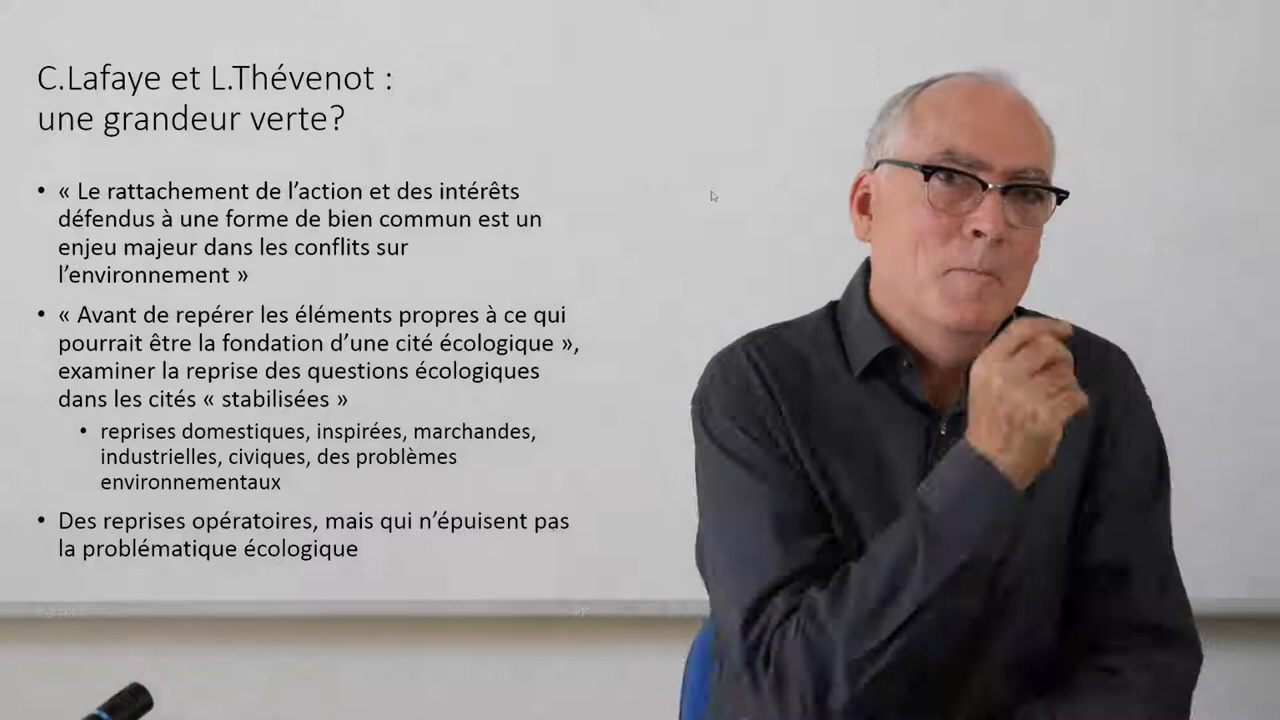 C.Lafaye et L.Thévenot :
une grandeur verte?
• « Le rattachement de l’action et des intérêts
défendus à une forme de bien commun est un
enjeu majeur dans les conflits sur
l’environnement »
• « Avant de repérer les éléments propres à ce qui
pourrait être la fondation d’une cité écologique »,
examiner la reprise des questions écologiques
dans les cités « stabilisées »
• reprises domestiques, inspirées, marchandes,
industrielles, civiques, des problèmes
environnementaux
• Des reprises opératoires, mais qui n’épuisent pas
la problématique écologique